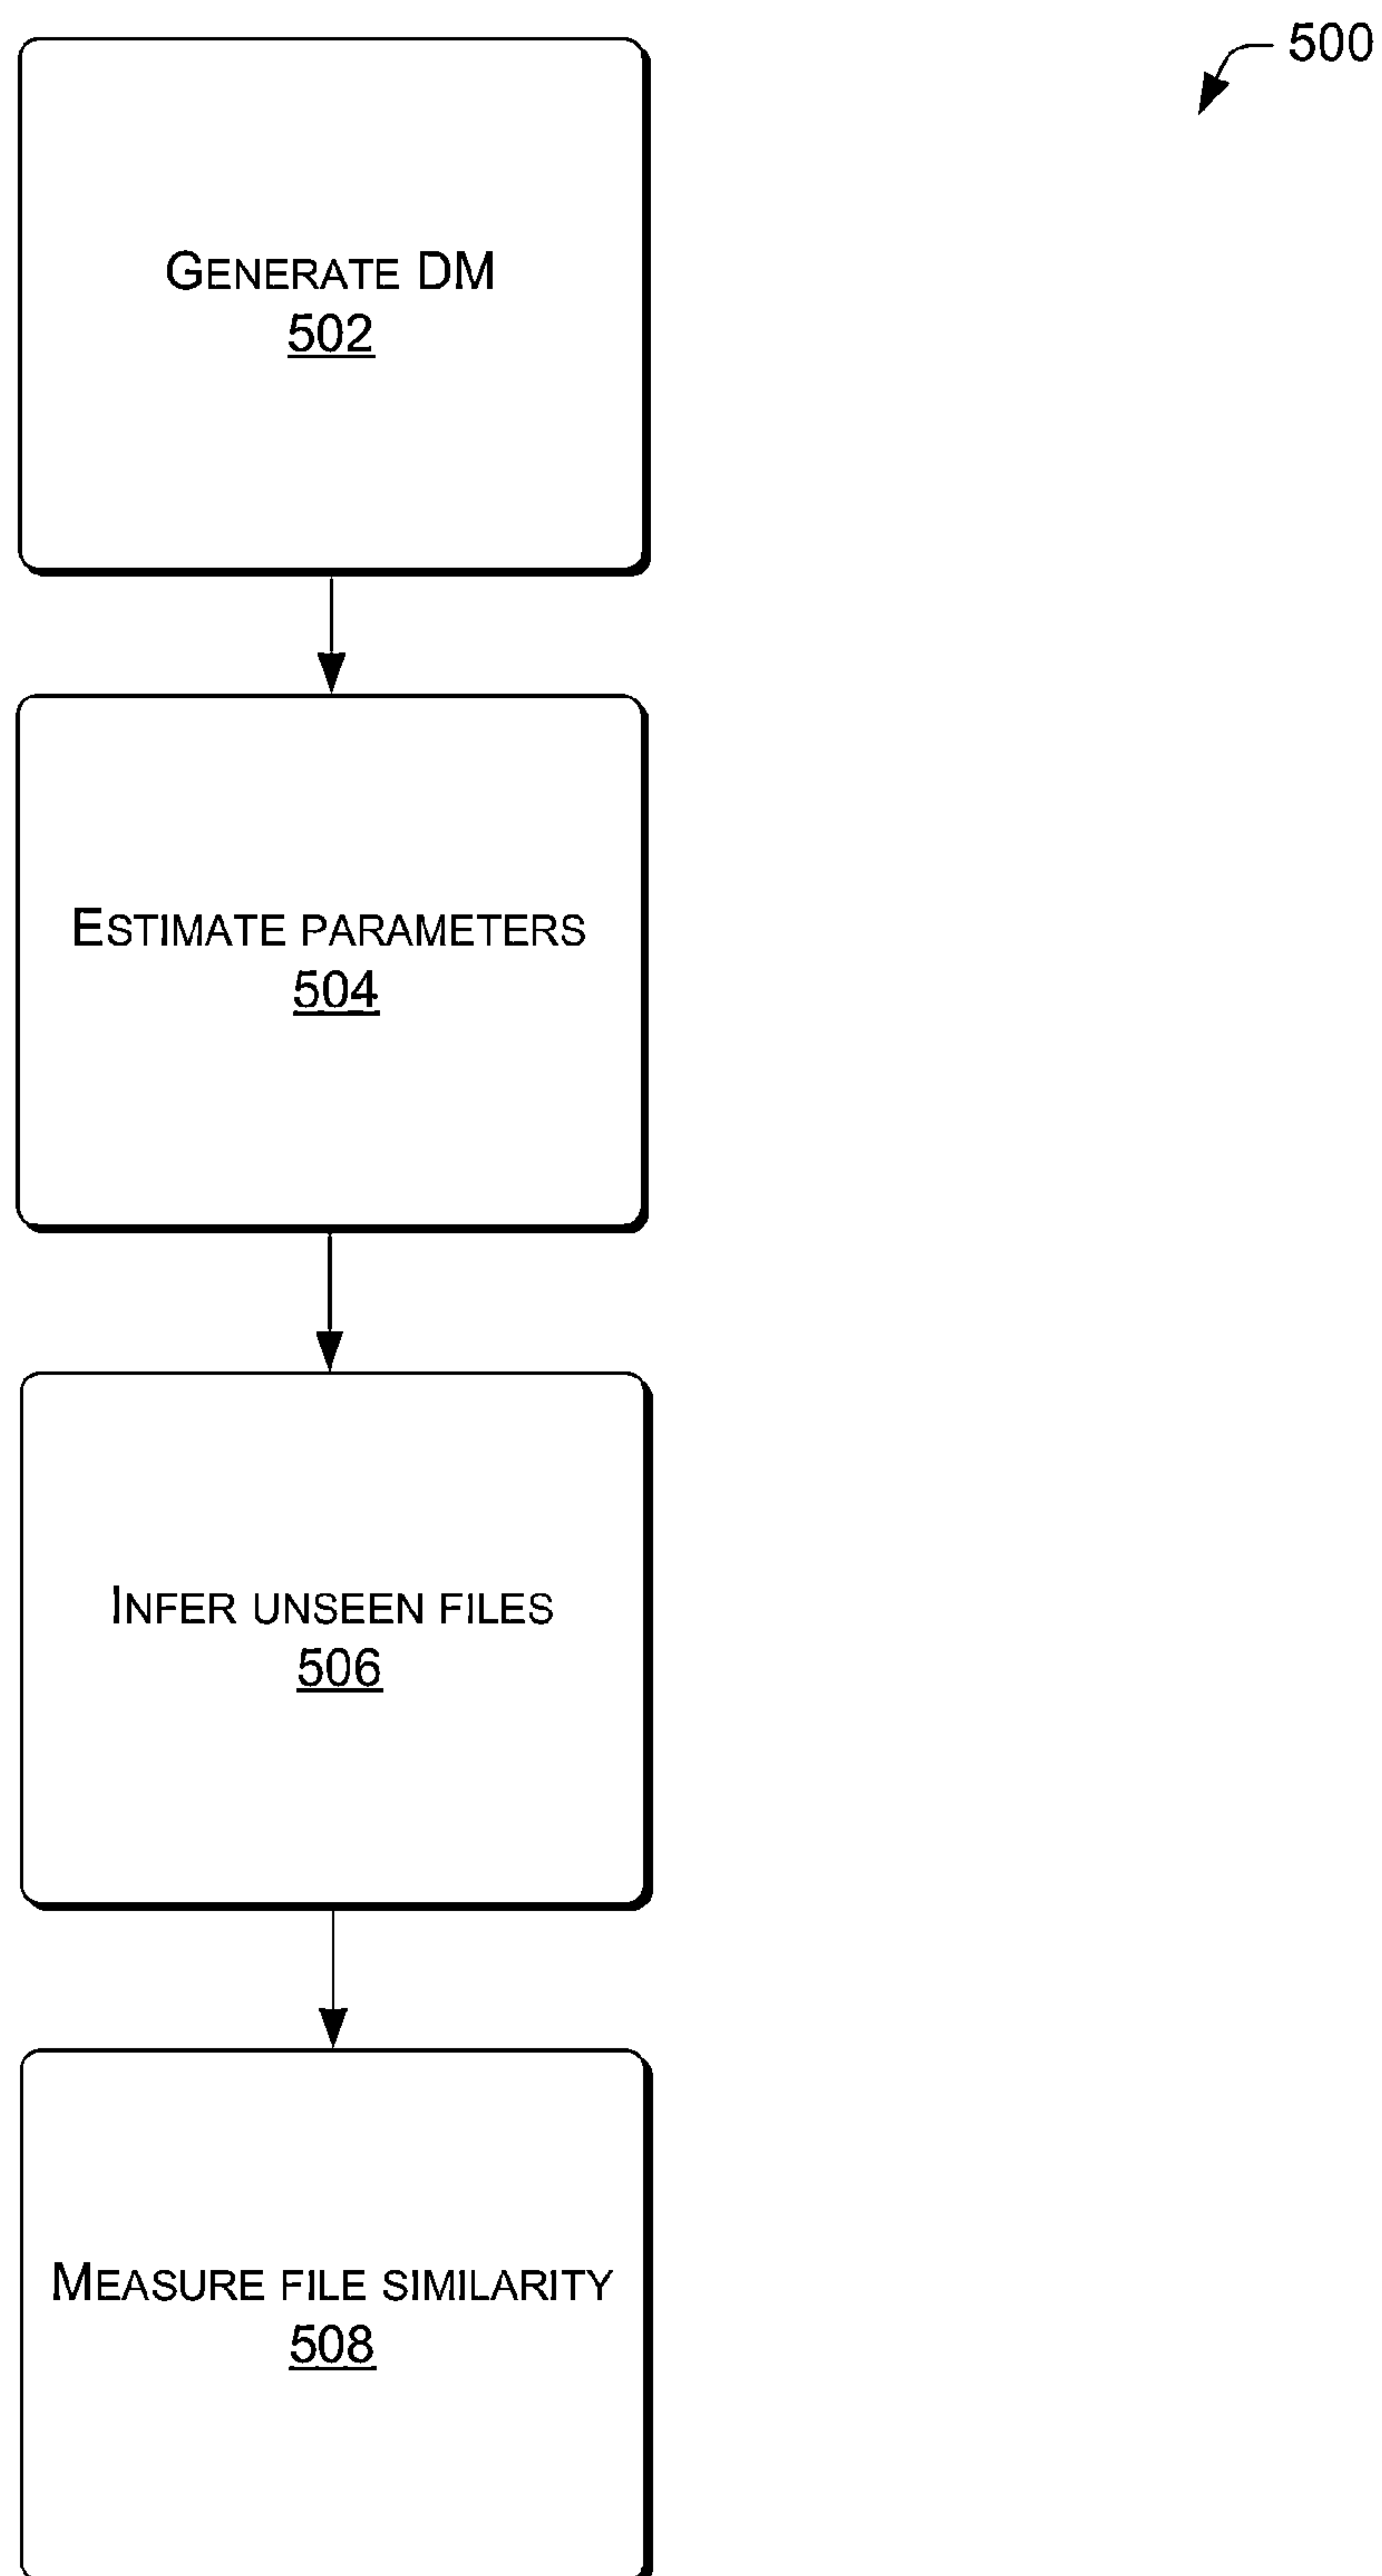 500
GENERATE DM
502
ESTIMATE PARAMETERS
504
INFER UNSEEN FILES
506
MEASURE FILE SIMILARITY
508